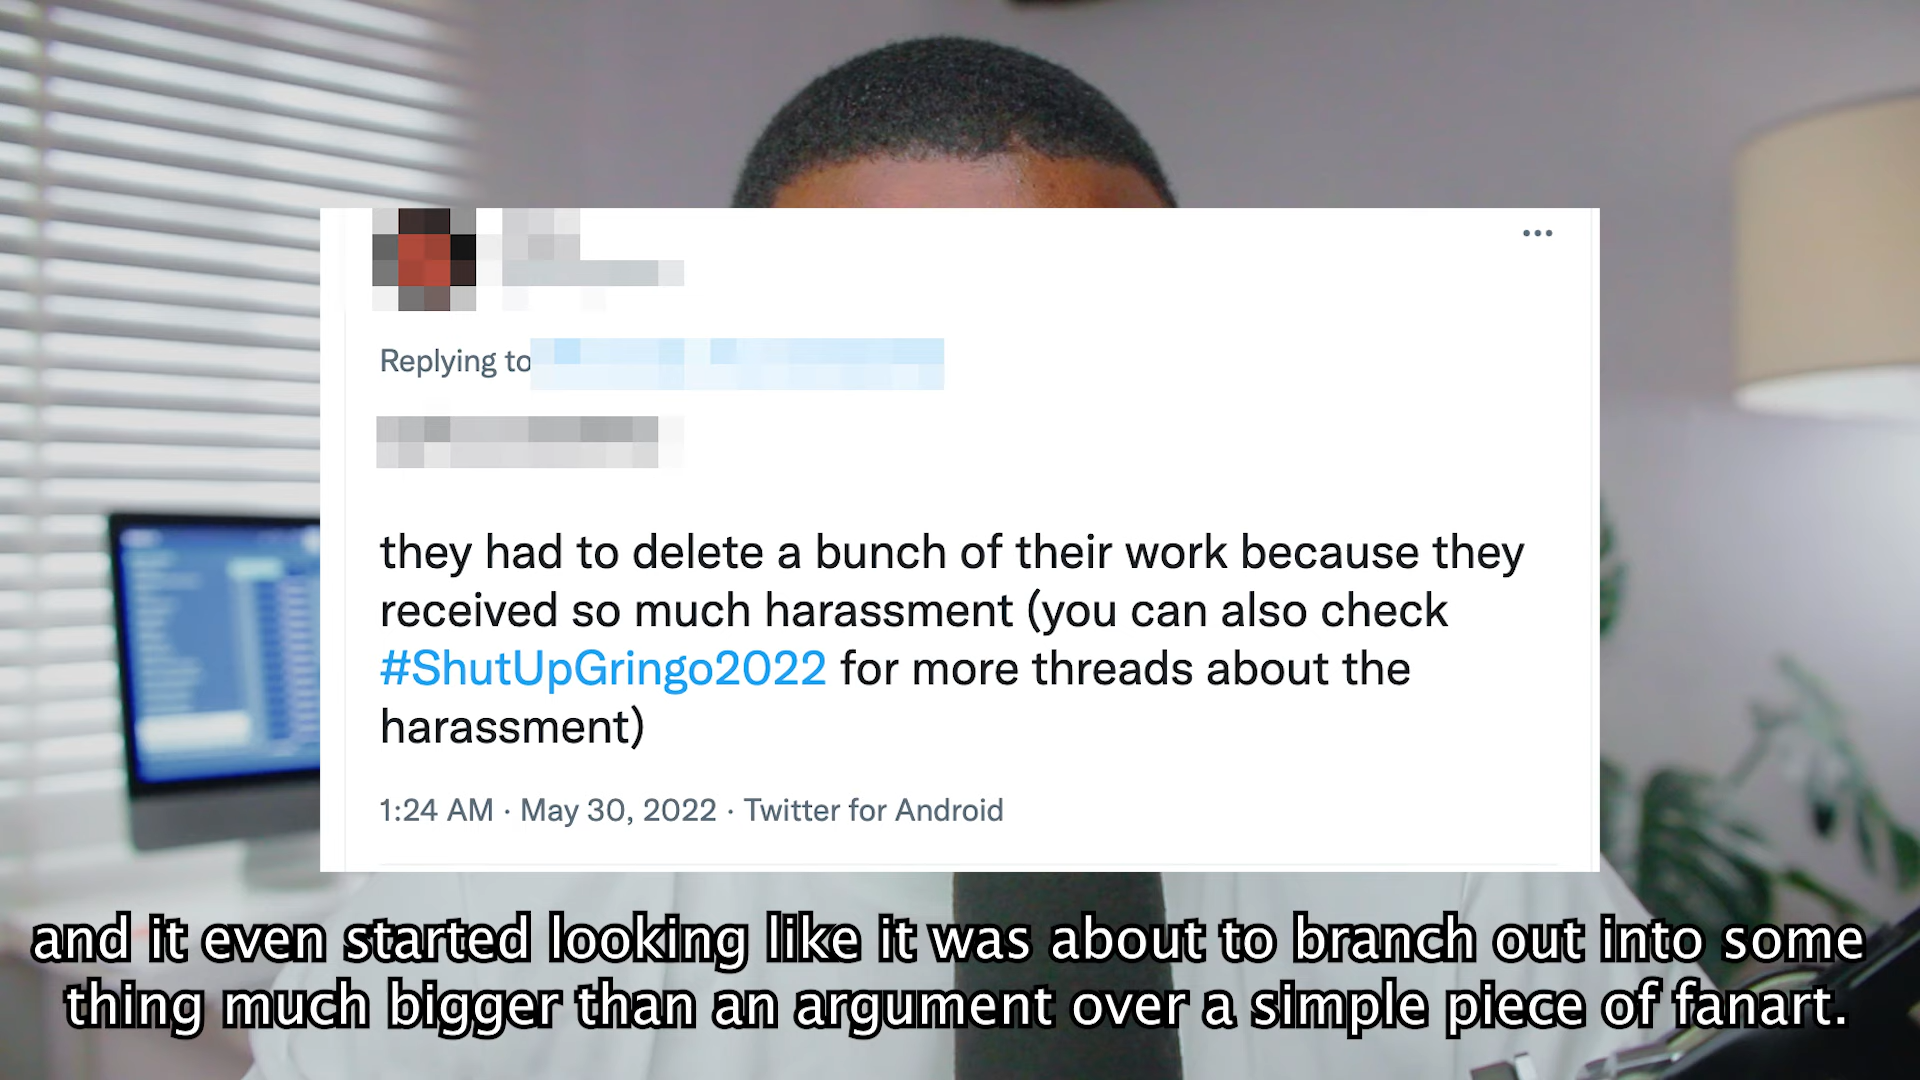 Replying to
they had to delete a bunch of their work because they
received so much harassment (you can also check
#ShutUpGringo2022 for more threads about the
harassment)
1:24 AM · May 30, 2022 · Twitter for Android
and it even started looking like it was about to branch out into some
thing much bigger than an argument over a simple piece of fanart.